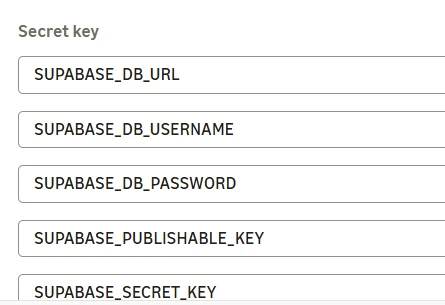 Secret key
SUPABASE_DB_URL
SUPABASE_DB_USERNAME
SUPABASE_DB_PASSWORD
SUPABASE_PUBLISHABLE_KEY
SUPABASE_SECRET_KEY